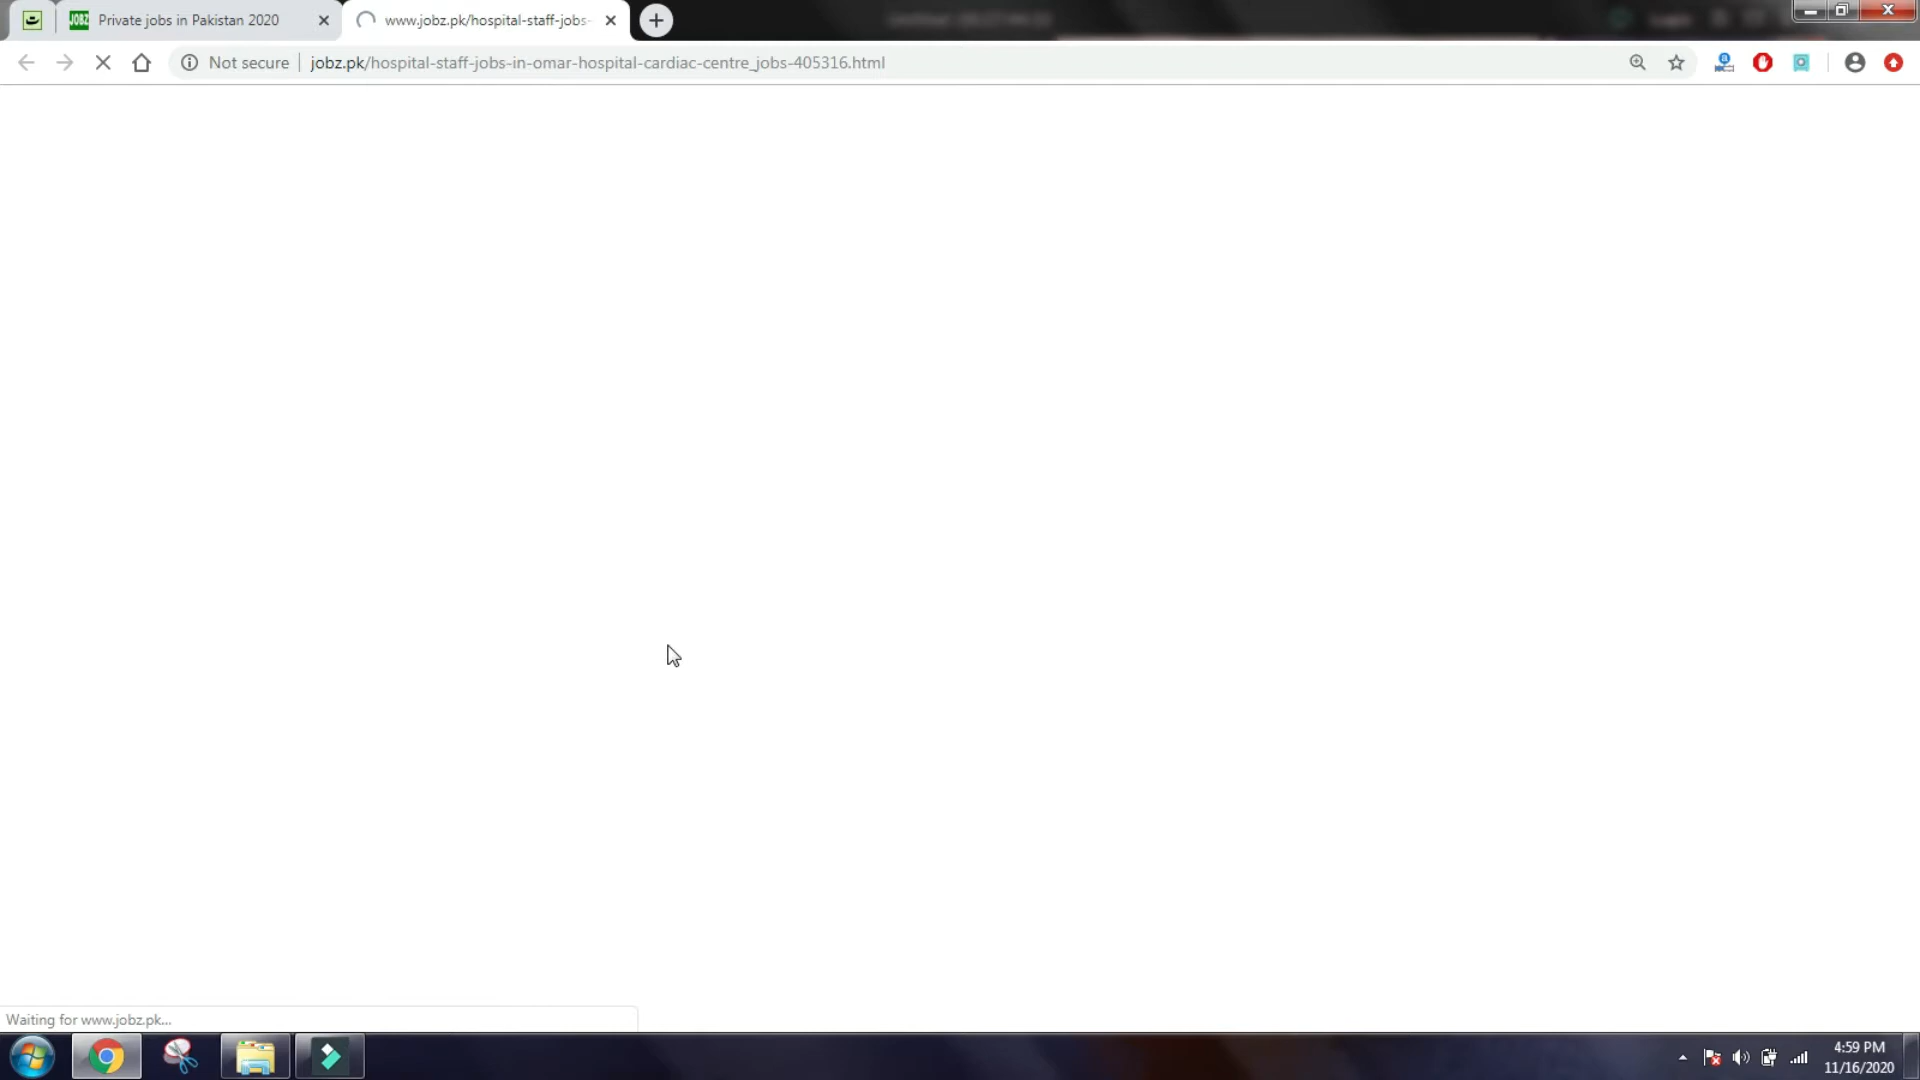 JOBZ Private jobs in Pakistan 2020
www.jobz.pk/hospital-staff-jobs-
Not secure
jobz.pk/hospital-staff-jobs-in-omar-hospital-cardiac-centre_jobs-405316.html
Waiting for www.jobz.pk...
4:59 PM
11/16/2020